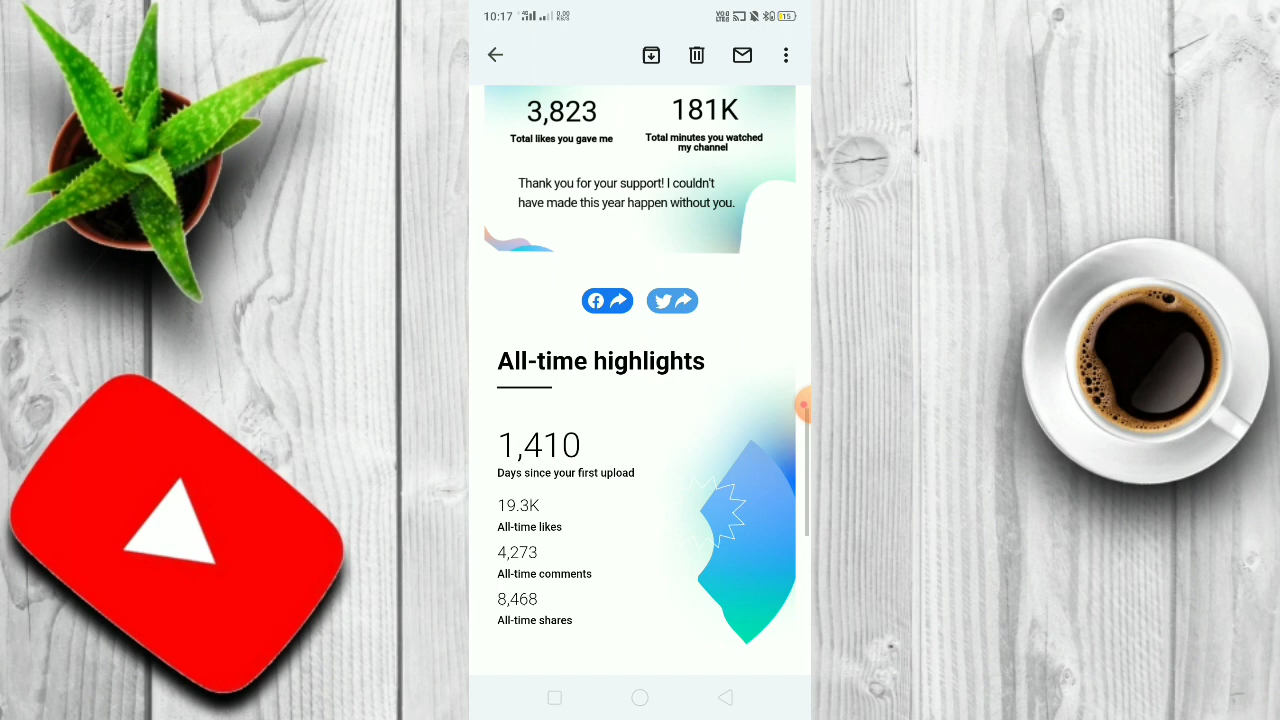 10:17
15
3,823
181K
Total likes you gave me
Total minutes you watched
my channel
Thank you for your support! I couldn't
have made this year happen without you.
All-time highlights
1,410
Days since your first upload
19.3K
All-time likes
4,273
All-time comments
8,468
All-time shares